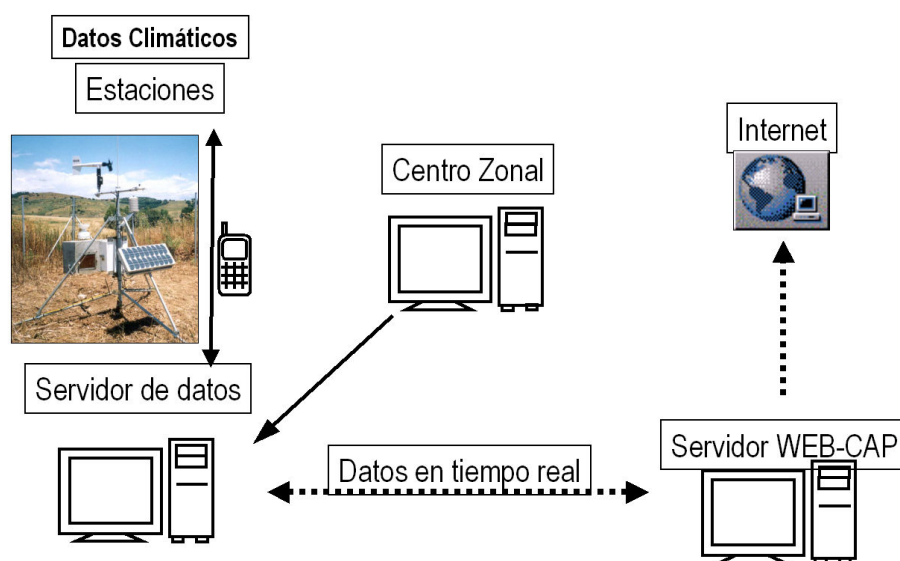 Datos Climáticos
Estaciones
Internet
Centro Zonal
Servidor de datos
Servidor WEB-CAP
Datos en tiempo real